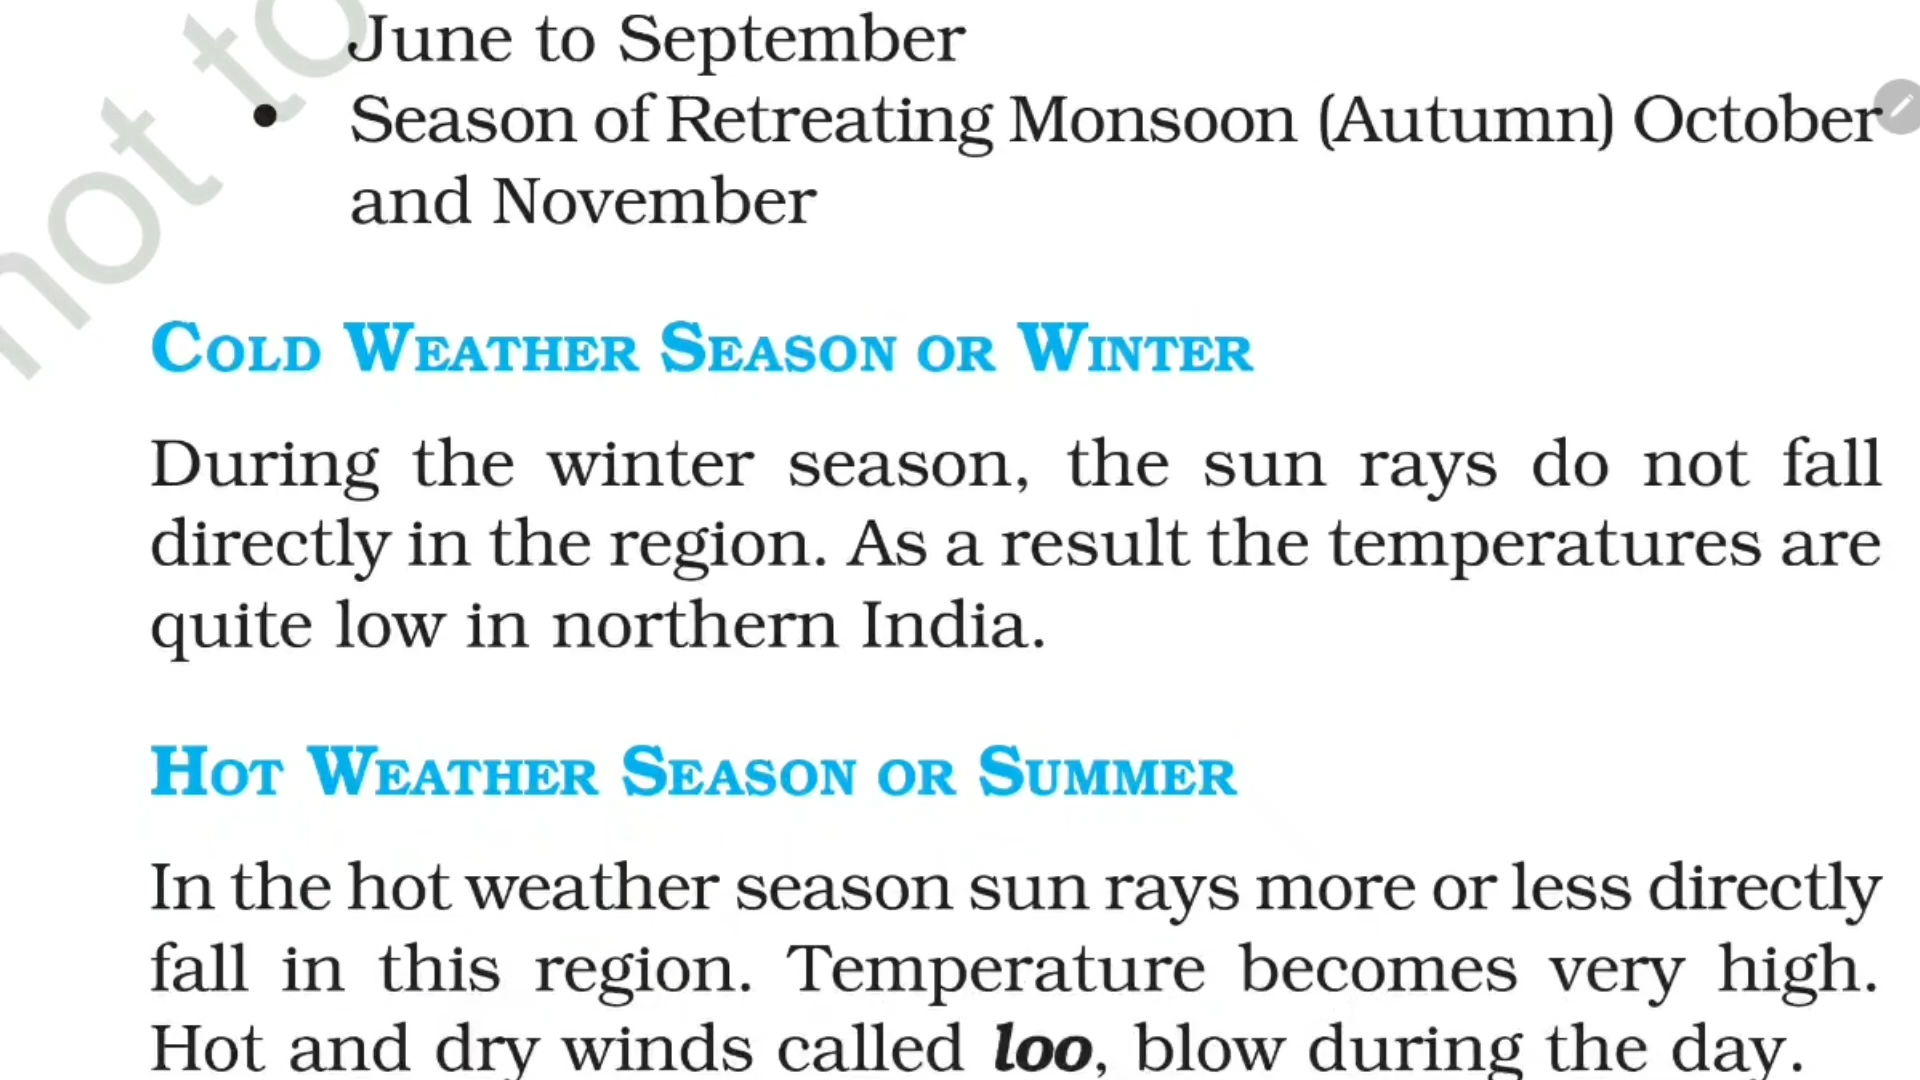 not to
June to September
• Season of Retreating Monsoon (Autumn) October
and November
COLD WEATHER SEASON OR WINTER
During the winter season, the sun rays do not fall
directly in the region. As a result the temperatures are
quite low in northern India.
HOT WEATHER SEASON OR SUMMER
In the hot weather season sun rays more or less directly
fall in this region. Temperature becomes very high.
Hot and dry winds called loo, blow during the day.